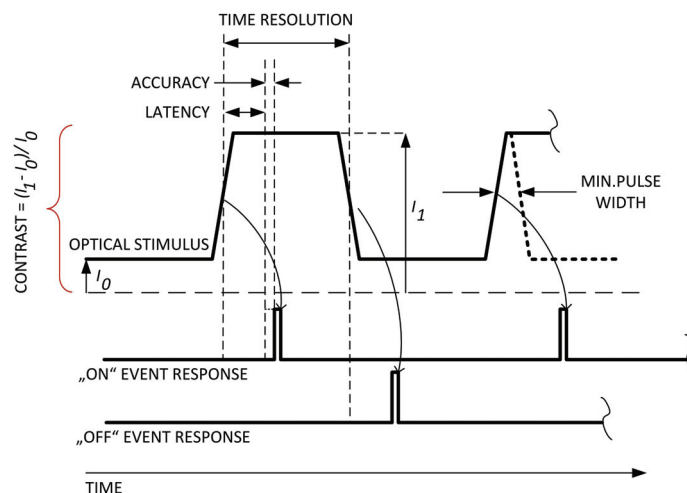 TIME RESOLUTION
ACCURACY
LATENCY
CONTRAST = (I1-I0)/ I0
OPTICAL STIMULUS
I0
I1
MIN.PULSE
WIDTH
„ON“ EVENT RESPONSE
„OFF“ EVENT RESPONSE
TIME